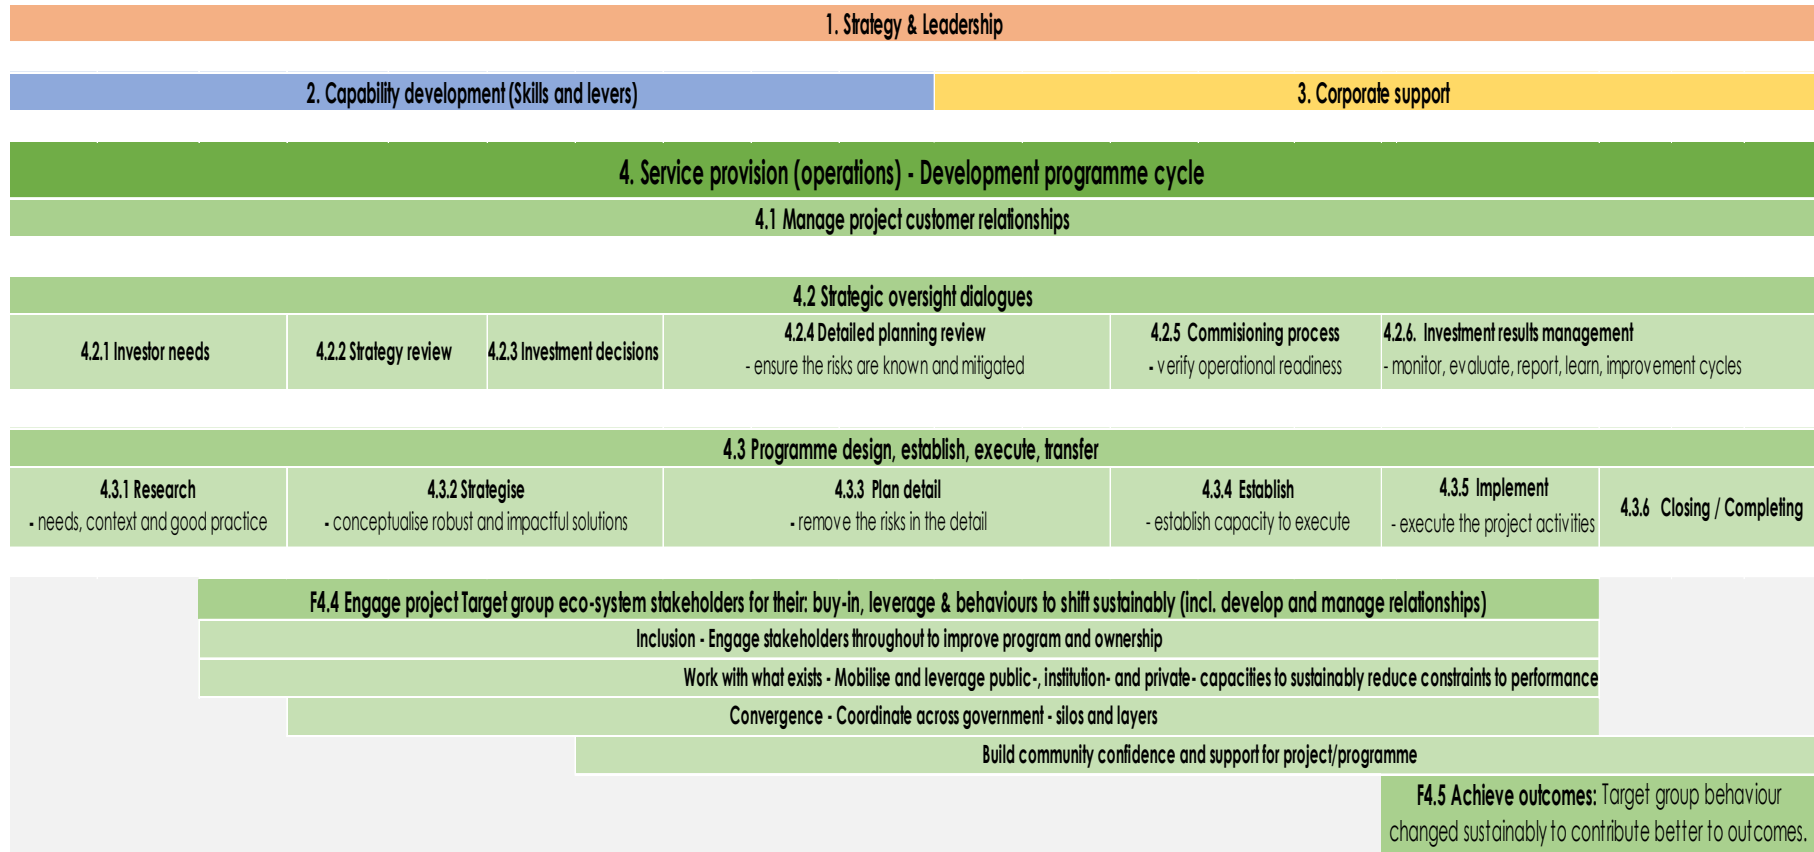 1. Strategy & Leadership
2. Capability development (Skills and levers)
3. Corporate support
4. Service provision (operations) - Development programme cycle
4.1 Manage project customer relationships
4.2 Strategic oversight dialogues
4.2.1 Investor needs
4.2.2 Strategy review
4.2.3 Investment decisions
4.2.4 Detailed planning review
- ensure the risks are known and mitigated
4.2.5 Commisioning process
- verify operational readiness
4.2.6. Investment results management
- monitor, evaluate, report, learn, improvement cycles
4.3 Programme design, establish, execute, transfer
4.3.1 Research
- needs, context and good practice
4.3.2 Strategise
- conceptualise robust and impactful solutions
4.3.3 Plan detail
- remove the risks in the detail
4.3.4 Establish
- establish capacity to execute
4.3.5 Implement
- execute the project activities
4.3.6 Closing / Completing
F4.4 Engage project Target group eco-system stakeholders for their: buy-in, leverage & behaviours to shift sustainably (incl. develop and manage relationships)
Inclusion - Engage stakeholders throughout to improve program and ownership
Work with what exists - Mobilise and leverage public-, institution- and private- capacities to sustainably reduce constraints to performance
Convergence - Coordinate across government - silos and layers
Build community confidence and support for project/programme
F4.5 Achieve outcomes: Target group behaviour
changed sustainably to contribute better to outcomes.